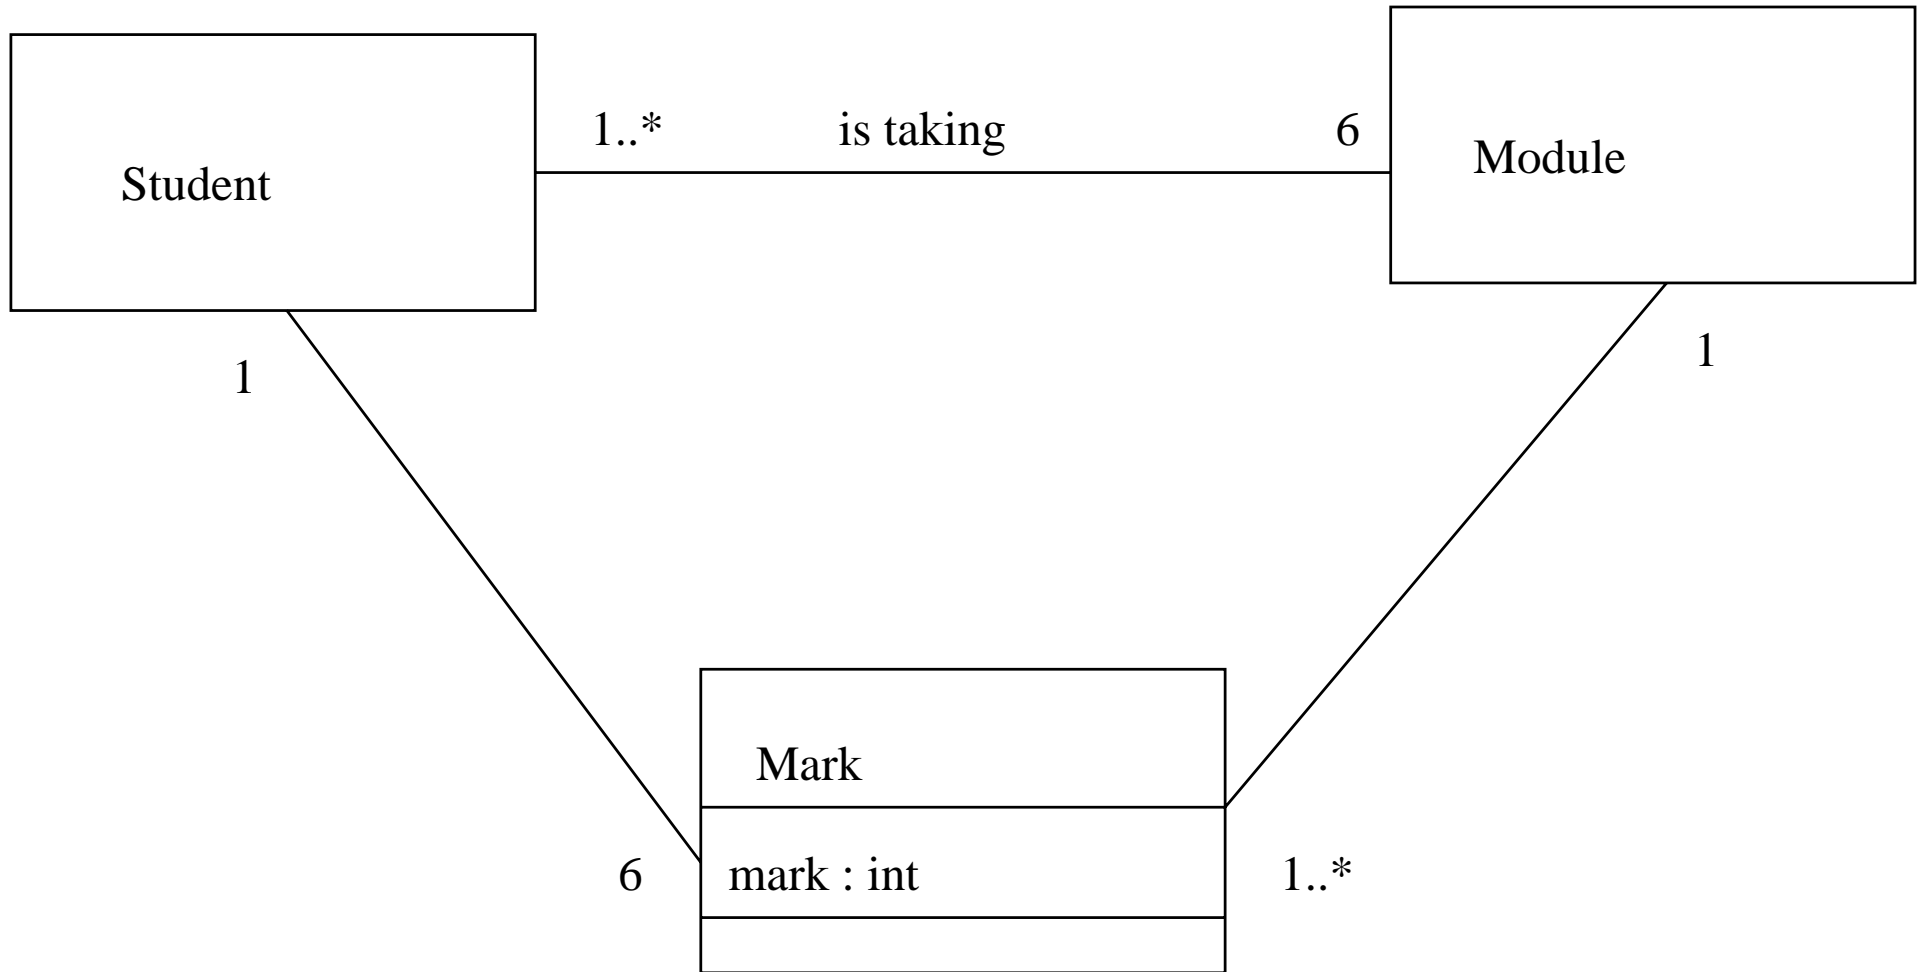 1..* is taking 6
Module
Student
1
1
Mark
6 mark : int 1..*